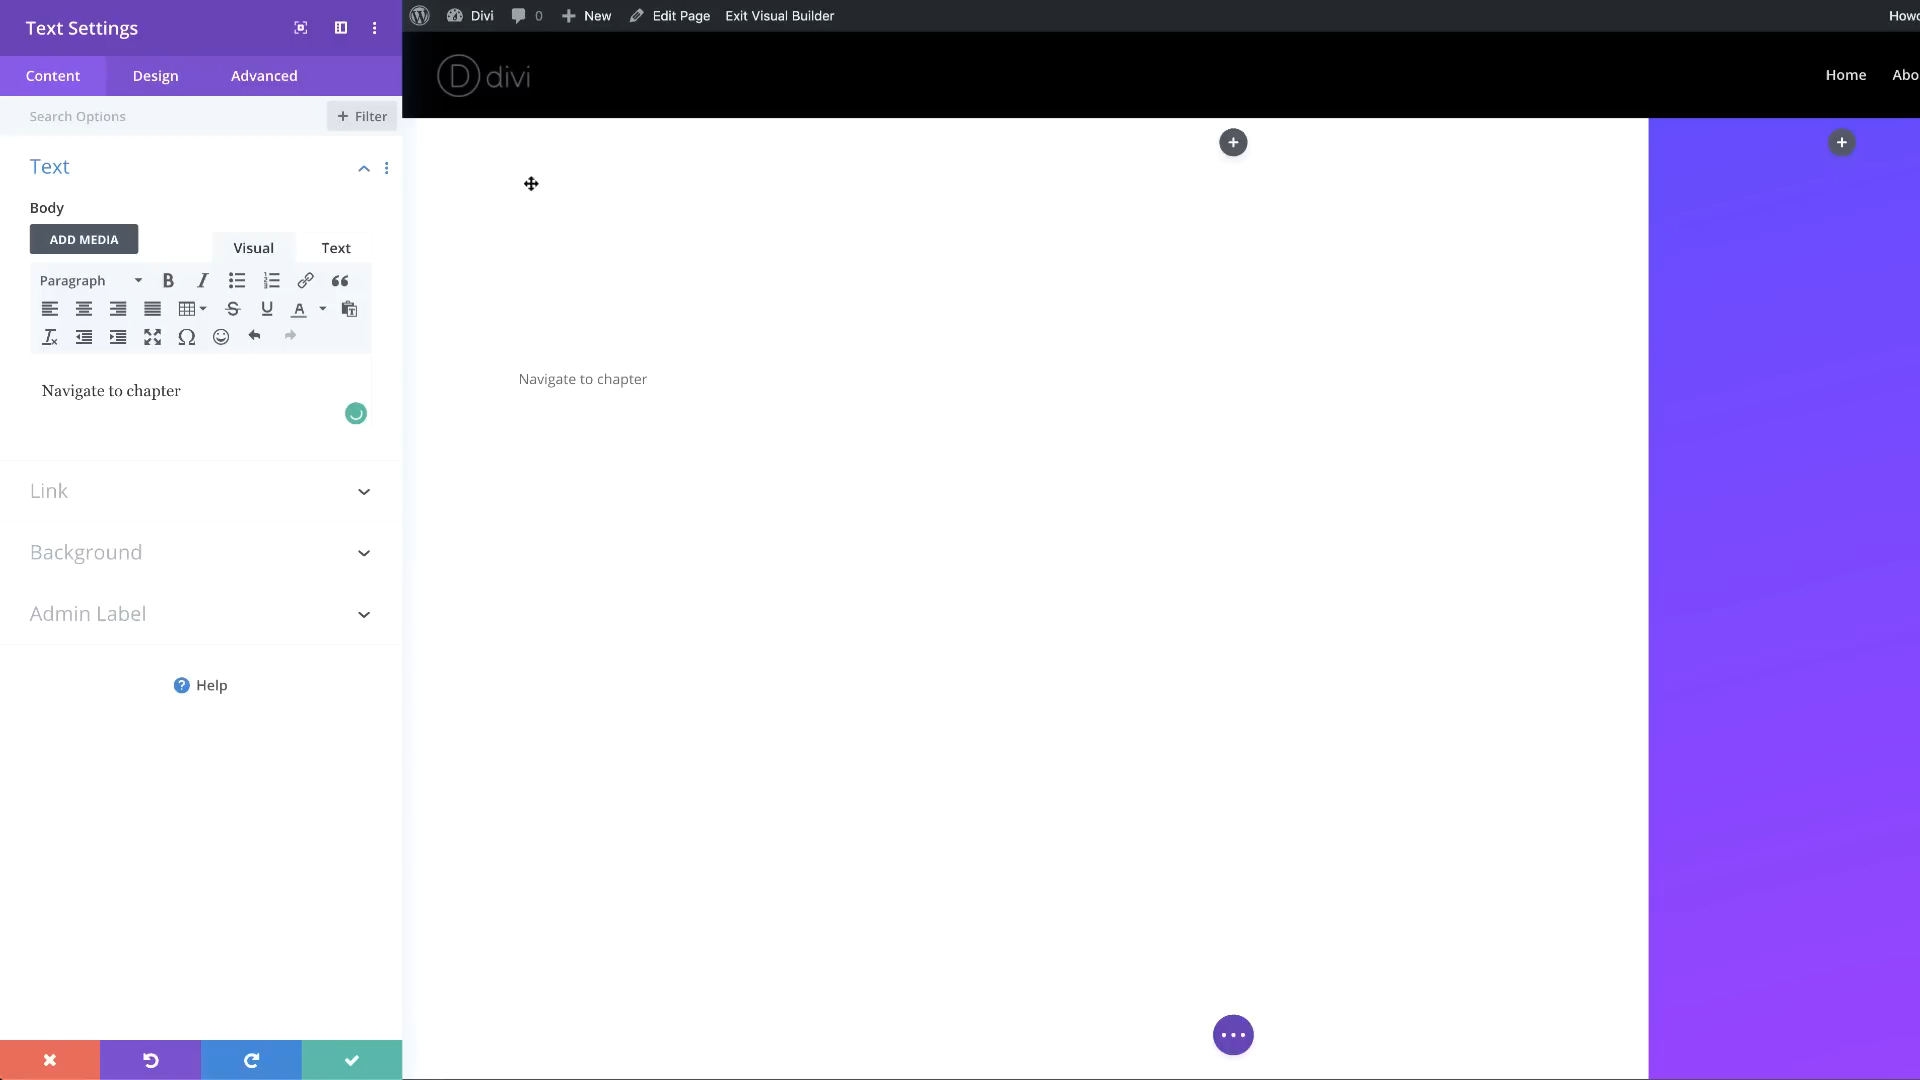 Text Settings
Content Design Advanced
Search Options + Filter
Text
Body
ADD MEDIA
Visual Text
Paragraph
Navigate to chapter
Link
Background
Admin Label
Help
Divi 0 New Edit Page Exit Visual Builder
divi
Home
Navigate to chapter